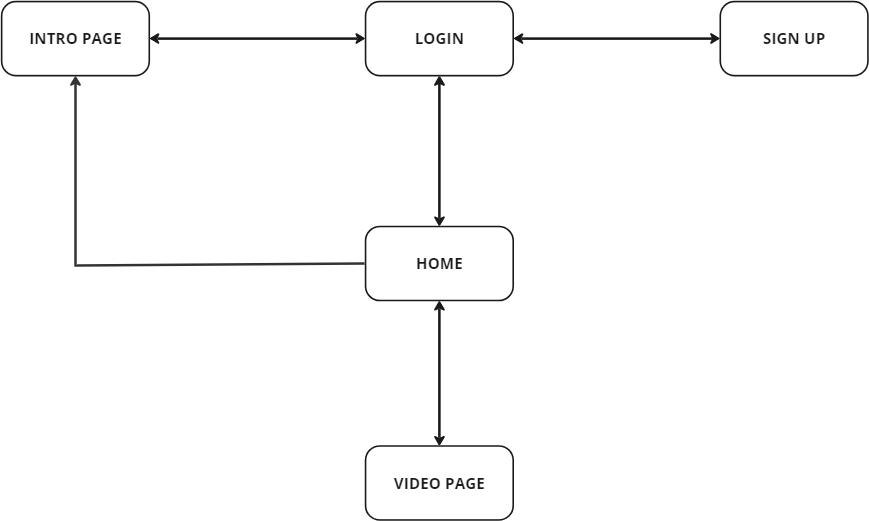 INTRO PAGE
LOGIN
SIGN UP
HOME
VIDEO PAGE